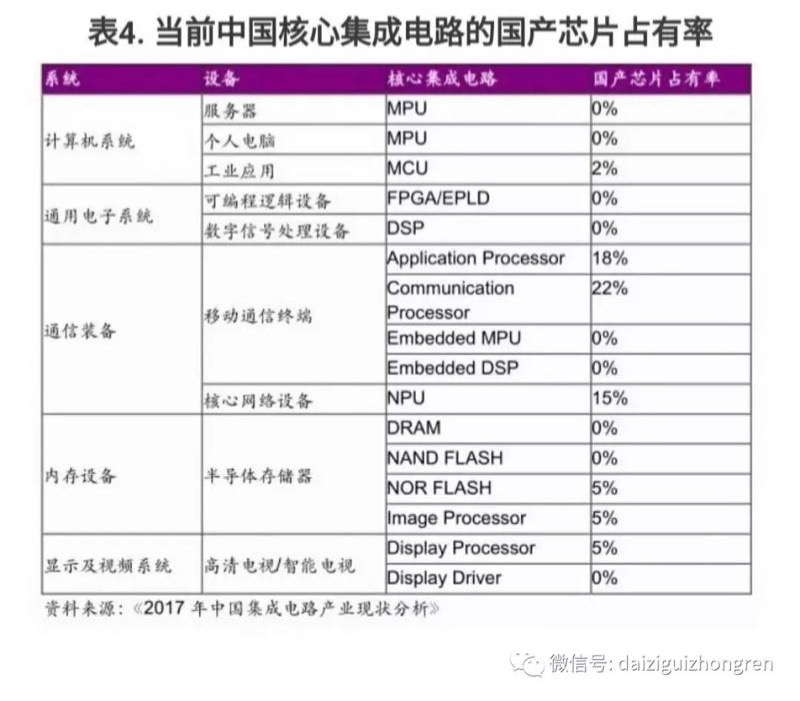 表4. 当前中国核心集成电路的国产芯片占有率
系统 设备 核心集成电路 国产芯片占有率
计算机系统 服务器 MPU 0%
个人电脑 MPU 0%
工业应用 MCU 2%
通用电子系统 可编程逻辑设备 FPGA/EPLD 0%
数字信号处理设备 DSP 0%
通信装备 移动通信终端 Application Processor 18%
Communication Processor 22%
Embedded MPU 0%
Embedded DSP 0%
核心网络设备 NPU 15%
内存设备 半导体存储器 DRAM 0%
NAND FLASH 0%
NOR FLASH 5%
Image Processor 5%
显示及视频系统 高清电视/智能电视 Display Processor 5%
Display Driver 0%
资料来源：《2017 年中国集成电路产业现状分析》
微信号: daiziguizhongren